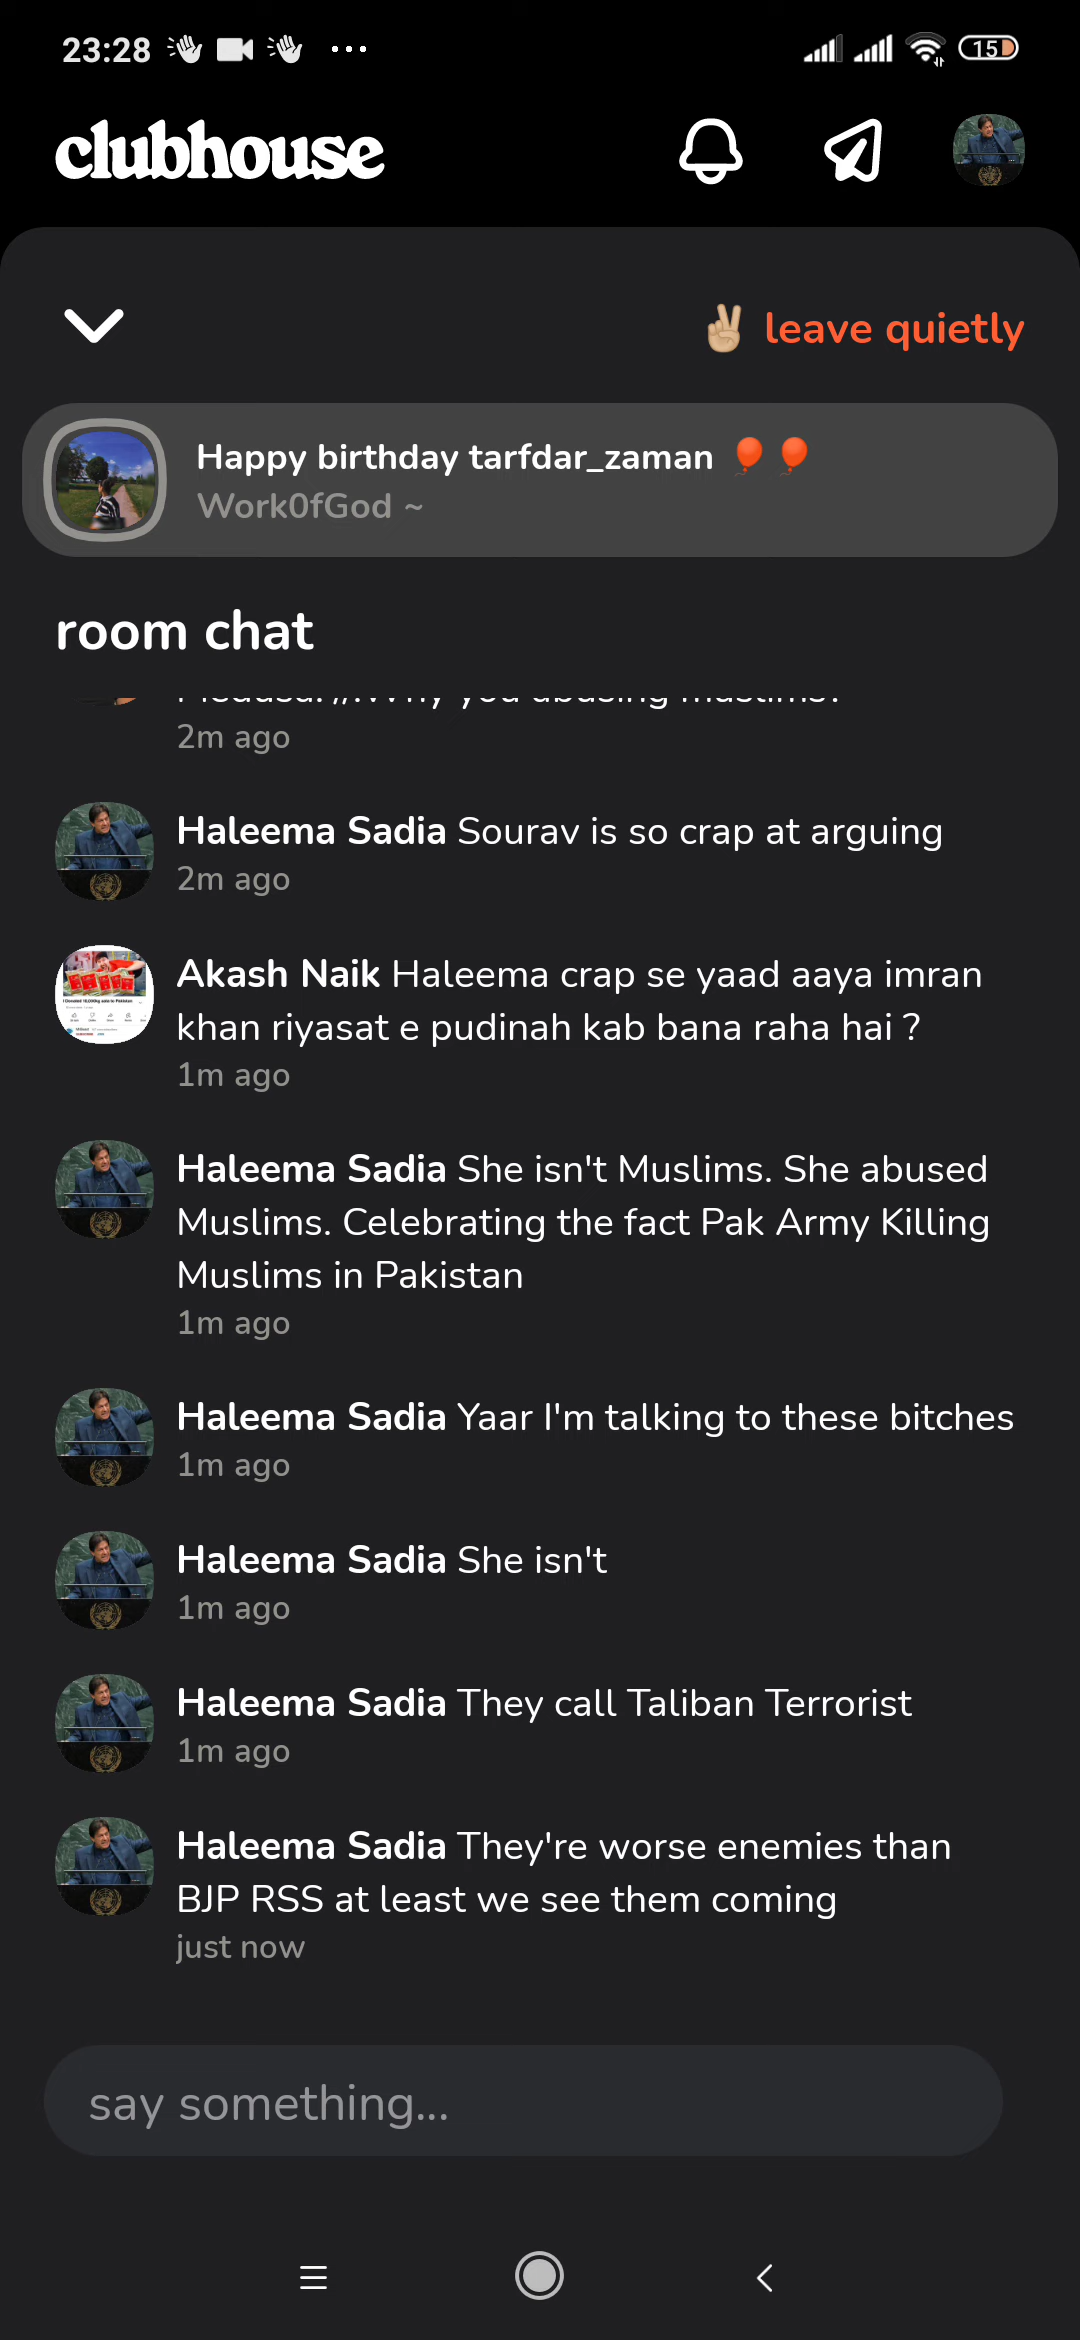 23:28
15
clubhouse
leave quietly
Happy birthday tarfdar_zaman
Work0fGod ~
room chat
you abusing muslims?
2m ago
Haleema Sadia Sourav is so crap at arguing
2m ago
Akash Naik Haleema crap se yaad aaya imran
khan riyasat e pudinah kab bana raha hai ?
1m ago
Haleema Sadia She isn't Muslims. She abused
Muslims. Celebrating the fact Pak Army Killing
Muslims in Pakistan
1m ago
Haleema Sadia Yaar I'm talking to these bitches
1m ago
Haleema Sadia She isn't
1m ago
Haleema Sadia They call Taliban Terrorist
1m ago
Haleema Sadia They're worse enemies than
BJP RSS at least we see them coming
just now
say something...